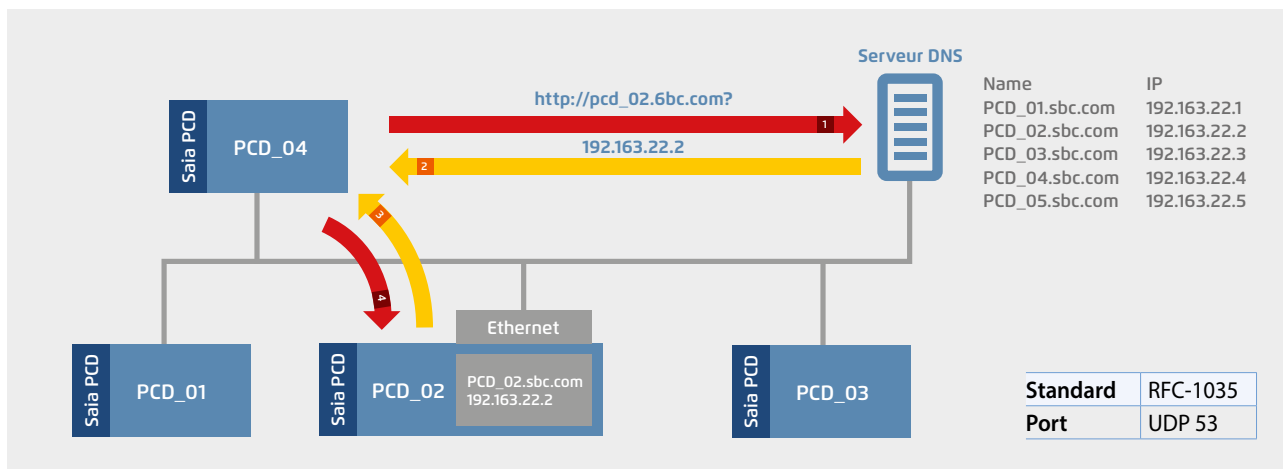 Serveur DNS
http://pcd_02.6bc.com?
1
192.163.22.2
2
Name IP
PCD_01.sbc.com 192.163.22.1
PCD_02.sbc.com 192.163.22.2
PCD_03.sbc.com 192.163.22.3
PCD_04.sbc.com 192.163.22.4
PCD_05.sbc.com 192.163.22.5
Saia PCD
PCD_04
3
4
Ethernet
Saia PCD
PCD_01
Saia PCD
PCD_02
PCD_02.sbc.com
192.163.22.2
Saia PCD
PCD_03
Standard RFC-1035
Port UDP 53